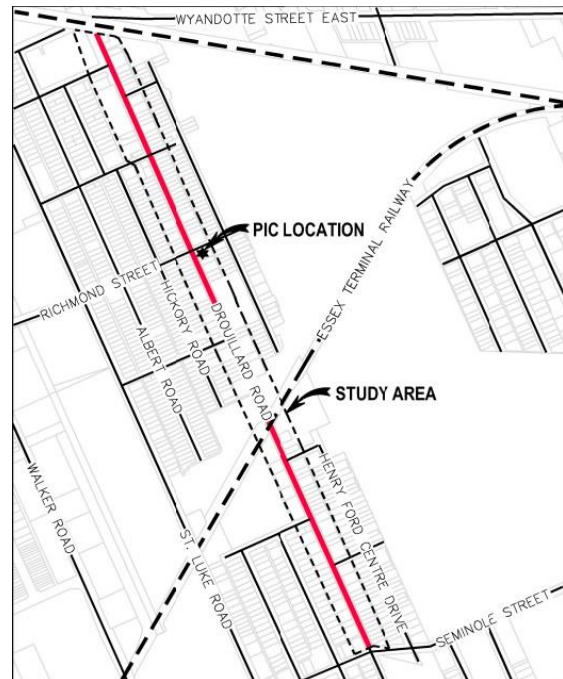 WYANDOTTE STREET EAST
PIC LOCATION
ESSEX TERMINAL RAILWAY
RICHMOND STREET
HICKORY ROAD
DROUILLARD ROAD
ALBERT ROAD
STUDY AREA
WALKER ROAD
ST. LUKE ROAD
HENRY FORD CENTRE DRIVE
SEMINOLE STREET